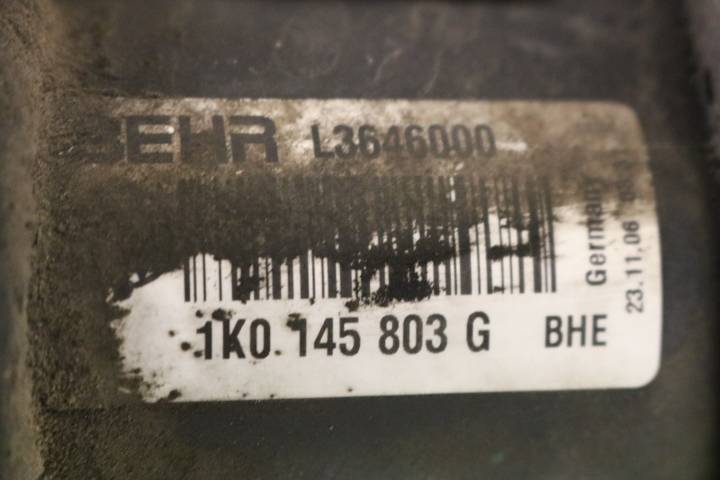 BEHR L3646000
1K0 145 803 G BHE
Germany
23.11.06